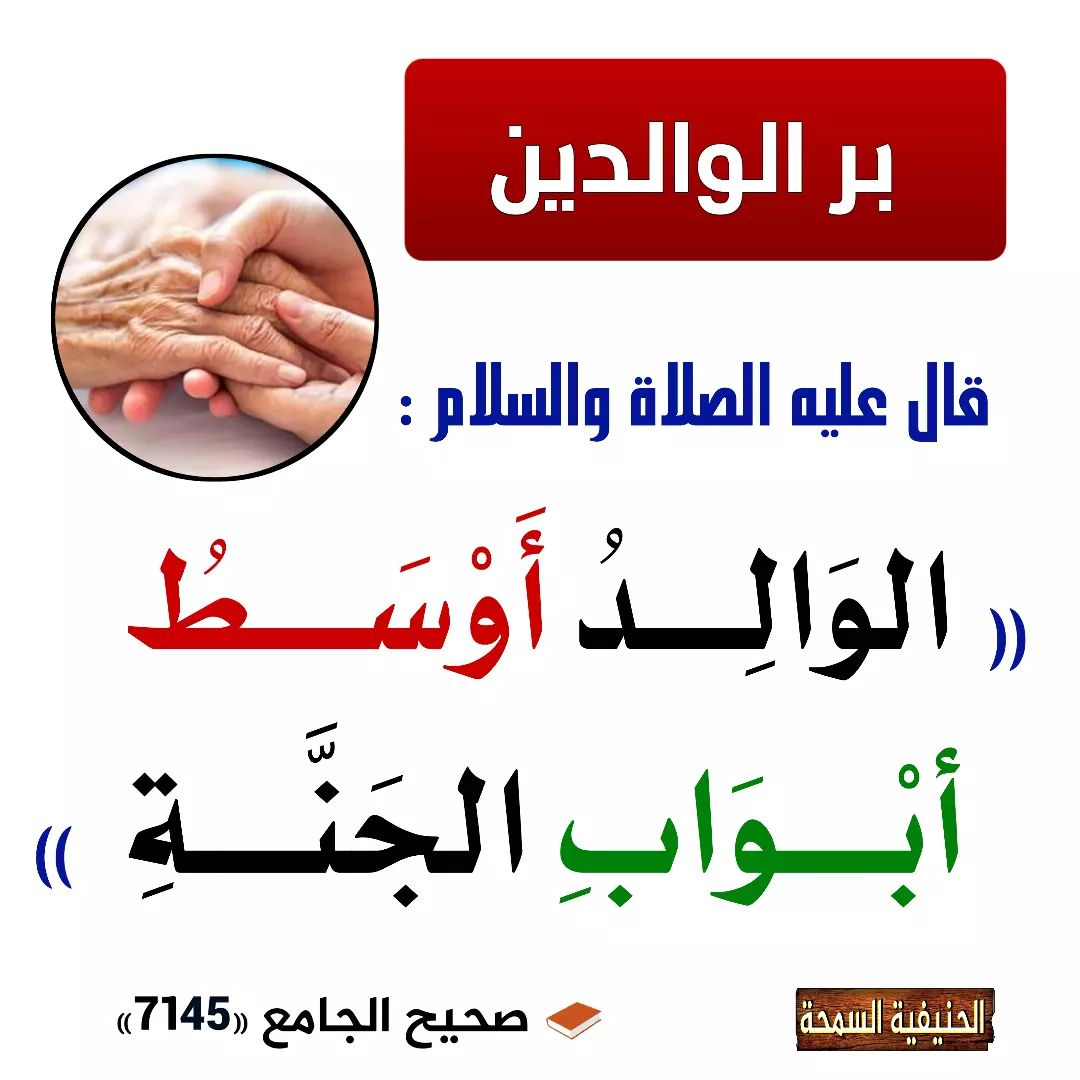 بر الوالدين
قال عليه الصلاة والسلام :
(( الوَالِـــدُ أَوْسَـــطُ
أبْـــوَابِ الجَنَّـــةِ ))
صحيح الجامع ((7145))
الحنيفية السمحة